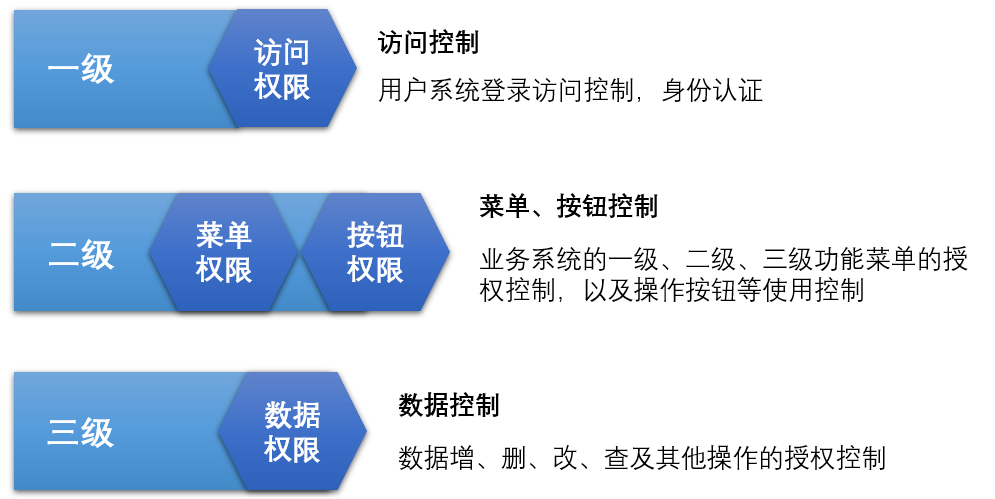 一级
访问
权限
访问控制
用户系统登录访问控制，身份认证
二级
菜单
权限
按钮
权限
菜单、按钮控制
业务系统的一级、二级、三级功能菜单的授
权控制，以及操作按钮等使用控制
三级
数据
权限
数据控制
数据增、删、改、查及其他操作的授权控制